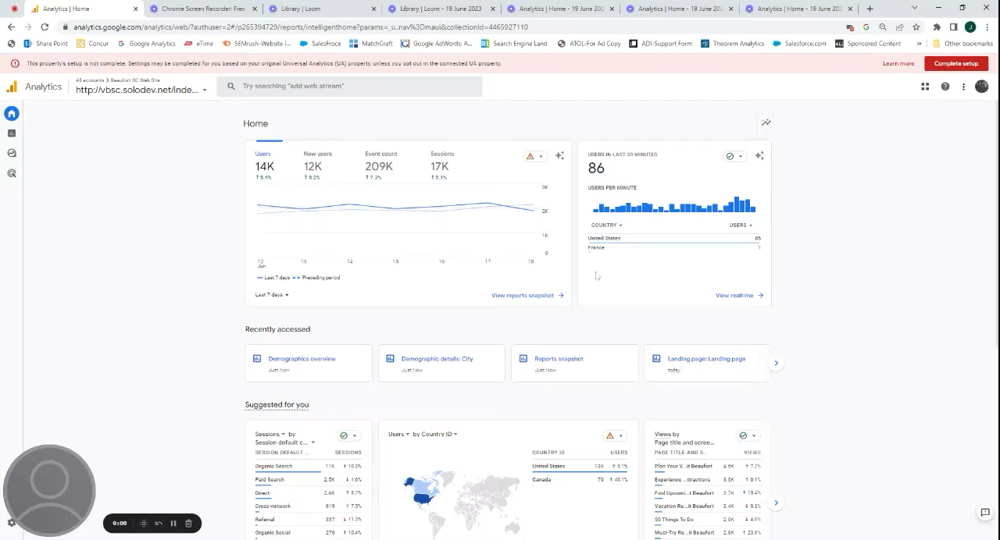 Analytics | Home
Chrome Screen Recorder: Free
Library | Loom
Library | Loom - 19 June 2023
Analytics | Home - 19 June 202
Analytics | Home - 19 June 202
Analytics | Home - 19 June 202
analytics.google.com/analytics/web/?authuser=2#/p265394729/reports/intelligenthome?params=_u..nav%3Dmaui&collectionId=4465927110
Share Point
Concur
Google Analytics
eTime
SEMrush-Website I...
SalesFroce
MatchCraft
Google AdWords: A...
Search Engine Land
ATOL-For Ad Copy
ADI-Support Form
Theorem Analytics
Salesforce.com
Sponsored Content
»
Other bookmarks
This property's setup is not complete. Settings may be completed for you based on your original Universal Analytics (UA) property, unless you opt out in the connected UA property.
Learn more
Complete setup
Analytics
All accounts > Beaufort SC Web Site
http://vbsc.solodev.net/inde...
Try searching "add web stream"
Home
Users
New users
Event count
Sessions
14K
12K
209K
17K
↑ 5.4%
↑ 5.2%
↑ 7.3%
↑ 5.1%
3K
2K
1K
0
12
Jun
13
14
15
16
17
18
Last 7 days
Preceding period
Last 7 days
View reports snapshot
USERS IN LAST 30 MINUTES
86
USERS PER MINUTE
COUNTRY
USERS
United States
85
France
1
View realtime
Recently accessed
Demographics overview
Just Now
Demographic details: City
Just Now
Reports snapshot
Just Now
Landing page: Landing page
today
Suggested for you
Sessions by
Session default c...
SESSION DEFAULT ...
SESSIONS
Organic Search 11K ↑ 10.3%
Paid Search 2.5K ↓ 1.6%
Direct 2.6K ↑ 8.7%
Cross-network 619 ↑ 7.5%
Referral 337 ↓ 11.3%
Organic Social 276 ↑ 10.4%
Users by Country ID
COUNTRY ID
USERS
United States 13K ↑ 6.1%
Canada 79 ↑ 49.1%
Views by
Page title and scree...
PAGE TITLE AND S...
VIEWS
Plan Your V...it Beaufort 4.6K ↑ 7.2%
Experience ...ttractions 3.5K ↑ 0.1%
Find Upcomi...t Beaufort 3.7K ↑ 15.4%
Vacation Re...it Beaufort 3.4K ↓ 0.3%
50 Things To Do 2.9K ↓ 4.8%
Must-Try Re...it Beaufort 2.8K ↑ 23.6%
0:00
J